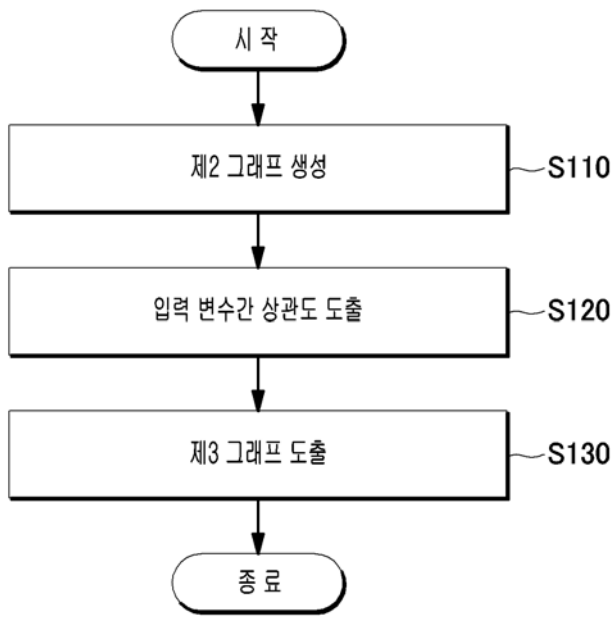 시 작
제2 그래프 생성
S110
입력 변수간 상관도 도출
S120
제3 그래프 도출
S130
종 료